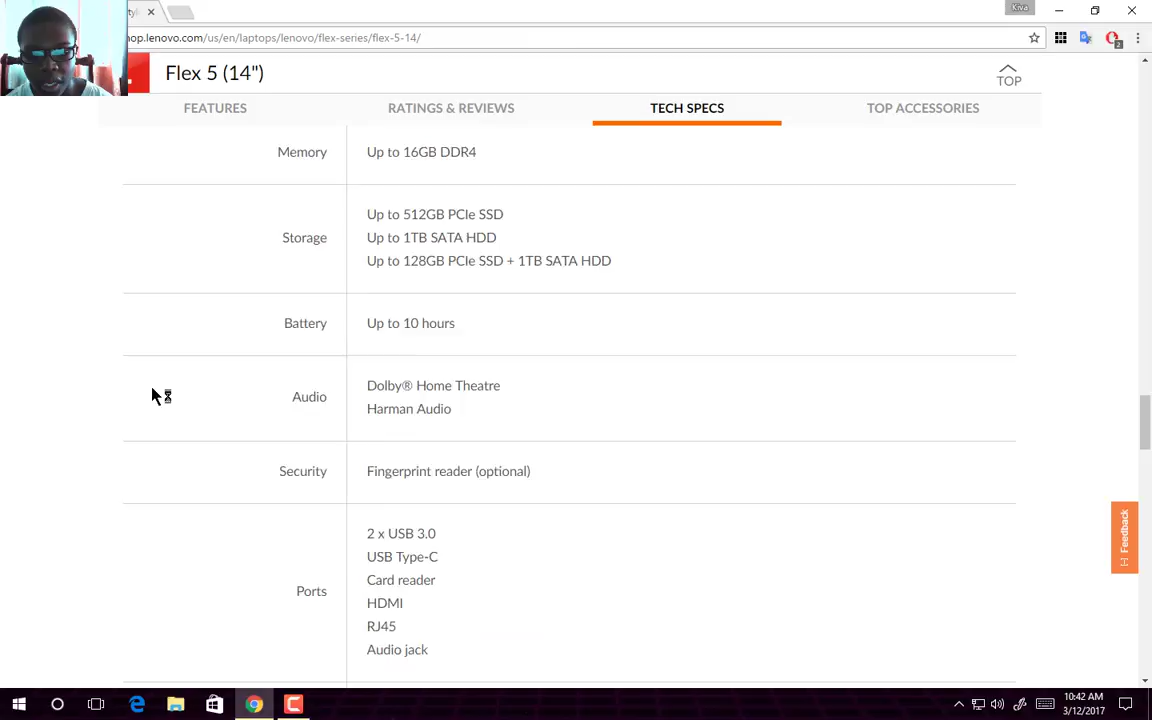 Kiva
hop.lenovo.com/us/en/laptops/lenovo/flex-series/flex-5-14/
Flex 5 (14")
TOP
FEATURES
RATINGS & REVIEWS
TECH SPECS
TOP ACCESSORIES
Memory
Up to 16GB DDR4
Storage
Up to 512GB PCIe SSD
Up to 1TB SATA HDD
Up to 128GB PCIe SSD + 1TB SATA HDD
Battery
Up to 10 hours
Audio
Dolby® Home Theatre
Harman Audio
Security
Fingerprint reader (optional)
Ports
2 x USB 3.0
USB Type-C
Card reader
HDMI
RJ45
Audio jack
[-] Feedback
10:42 AM
3/12/2017